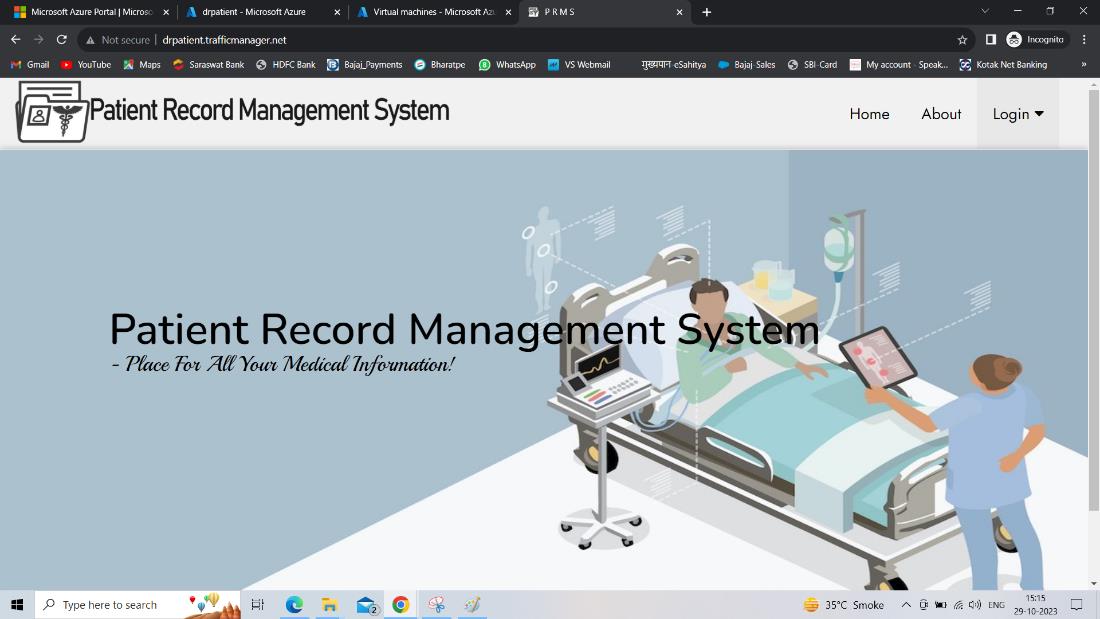 Microsoft Azure Portal | Microso
drpatient - Microsoft Azure
Virtual machines - Microsoft Az
P R M S
Not secure
drpatient.trafficmanager.net
Incognito
Gmail
YouTube
Maps
Saraswat Bank
HDFC Bank
Bajaj_Payments
Bharatpe
WhatsApp
VS Webmail
मुख्यपान-eSahitya
Bajaj-Sales
SBI-Card
My account - Speak...
Kotak Net Banking
»
Patient Record Management System
Home
About
Login
Patient Record Management System
- Place For All Your Medical Information!
Type here to search
2
35°C Smoke
ENG
15:15
29-10-2023